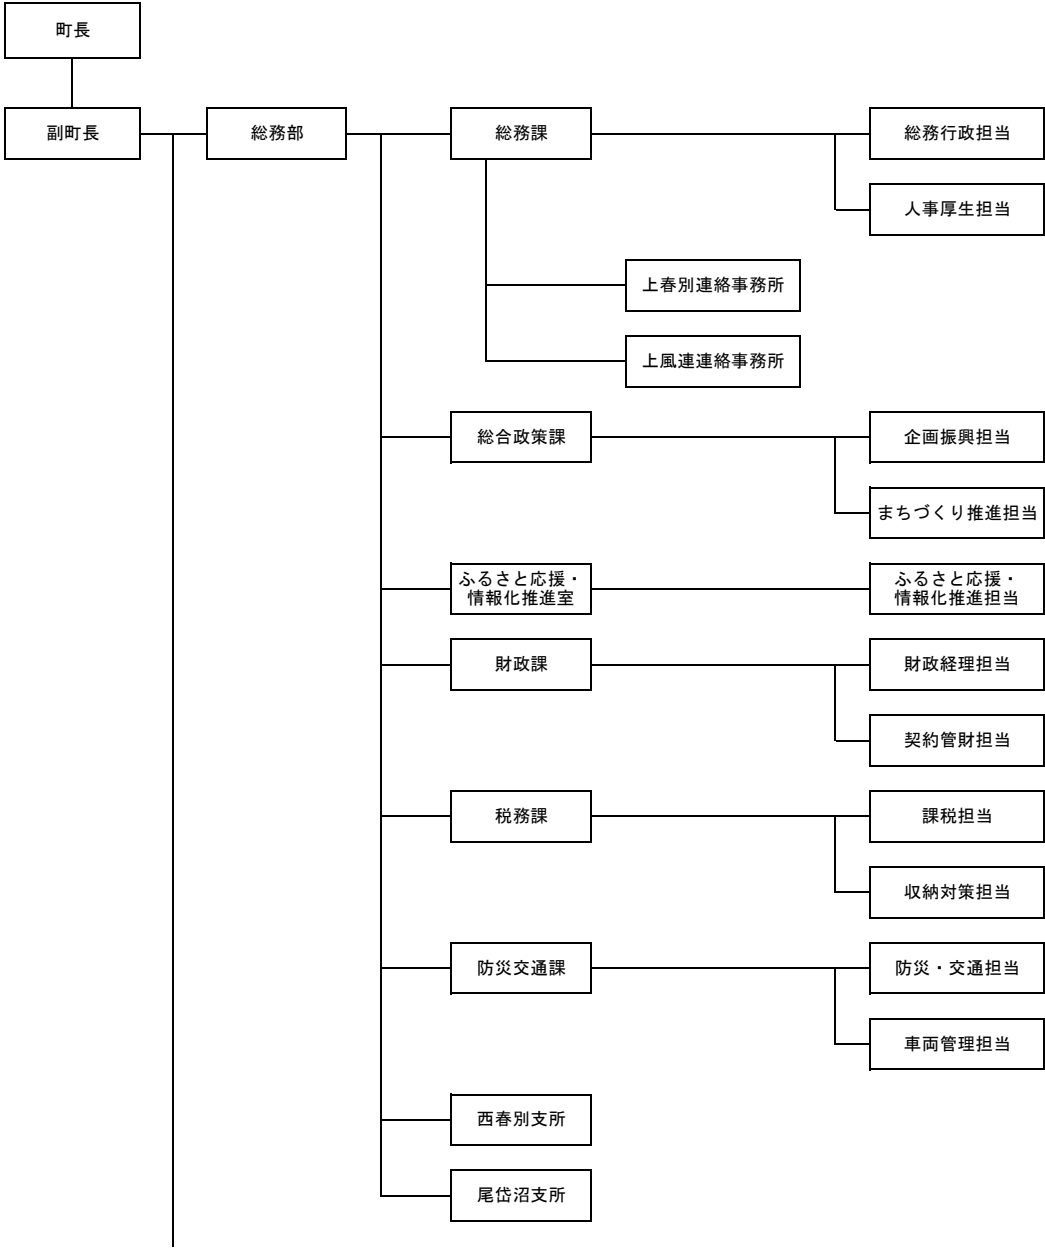 町長
副町長
総務部
総務課
総務行政担当
人事厚生担当
上春別連絡事務所
上風連連絡事務所
総合政策課
企画振興担当
まちづくり推進担当
ふるさと応援・
情報化推進室
ふるさと応援・
情報化推進担当
財政課
財政経理担当
契約管財担当
税務課
課税担当
収納対策担当
防災交通課
防災・交通担当
車両管理担当
西春別支所
尾岱沼支所